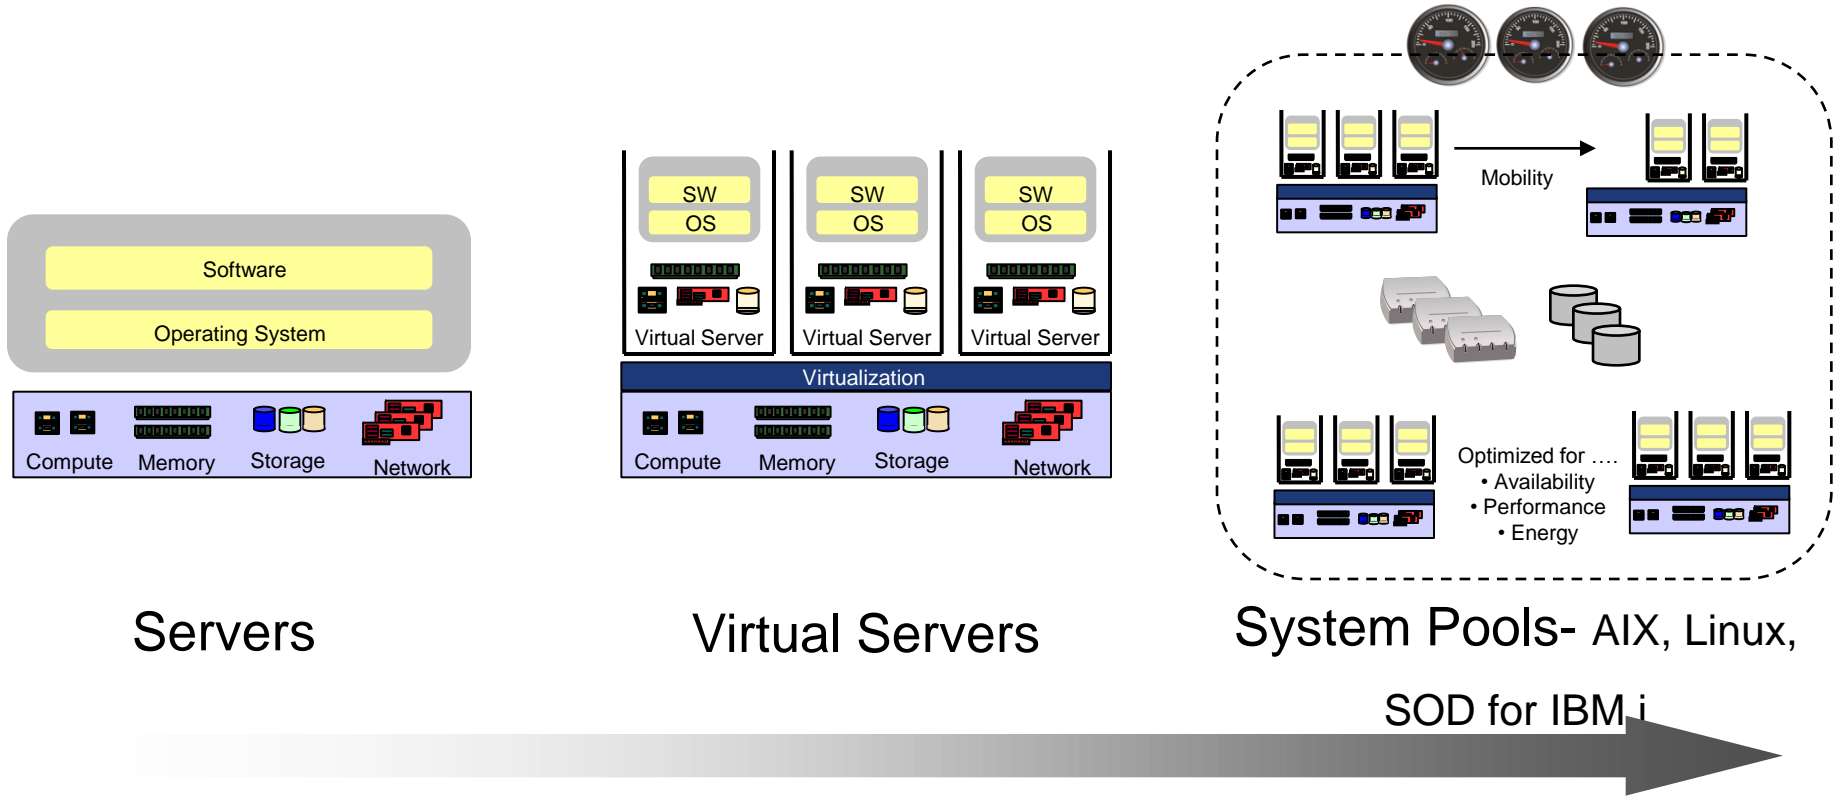 Software
Operating System
Compute
Memory
Storage
Network
SW
OS
Virtual Server
SW
OS
Virtual Server
SW
OS
Virtual Server
Virtualization
Compute
Memory
Storage
Network
Mobility
Optimized for ....
• Availability
• Performance
• Energy
Servers
Virtual Servers
System Pools- AIX, Linux,
SOD for IBM i